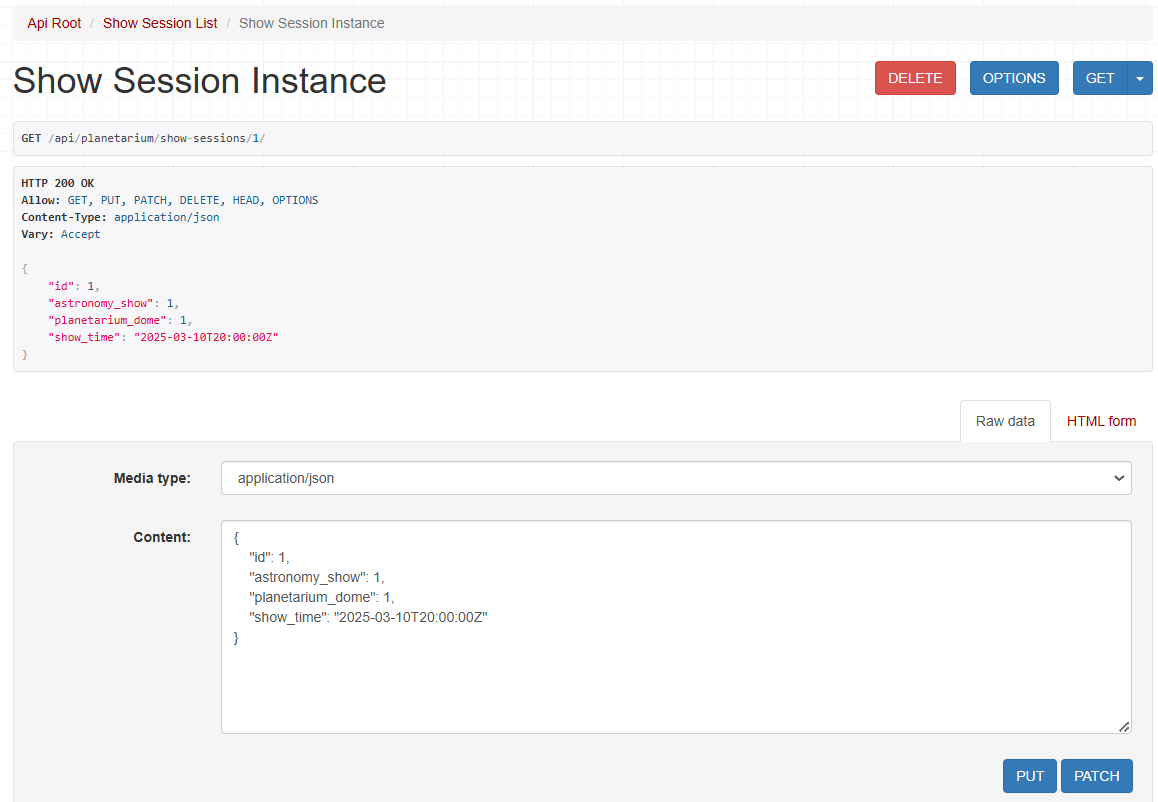 Api Root / Show Session List / Show Session Instance
Show Session Instance
DELETE OPTIONS GET
GET /api/planetarium/show-sessions/1/
HTTP 200 OK
Allow: GET, PUT, PATCH, DELETE, HEAD, OPTIONS
Content-Type: application/json
Vary: Accept
{
    "id": 1,
    "astronomy_show": 1,
    "planetarium_dome": 1,
    "show_time": "2025-03-10T20:00:00Z"
}
Raw data HTML form
Media type: application/json
Content: {
    "id": 1,
    "astronomy_show": 1,
    "planetarium_dome": 1,
    "show_time": "2025-03-10T20:00:00Z"
}
PUT PATCH